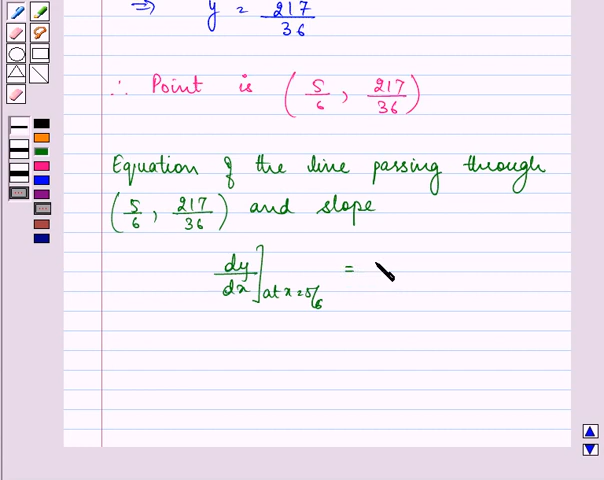 ⇒ y = 217/36
∴ Point is (5/6, 217/36)
Equation of the line passing through
(5/6, 217/36) and slope
dy/dx]at x = 5/6 =